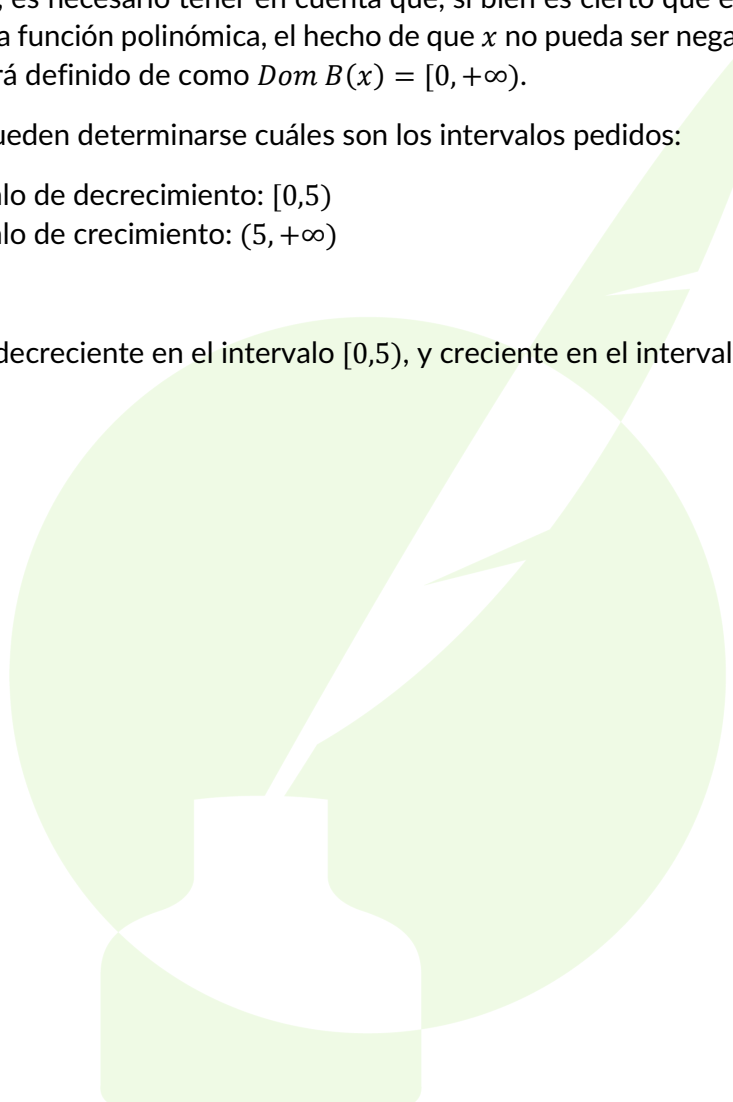 es necesario tener en cuenta que, si bien es cierto que
a función polinómica, el hecho de que x no pueda ser nega
rá definido de como Dom B(x) = [0, +∞).
ueden determinarse cuáles son los intervalos pedidos:
alo de decrecimiento: [0,5)
alo de crecimiento: (5, +∞)
decreciente en el intervalo [0,5), y creciente en el interval